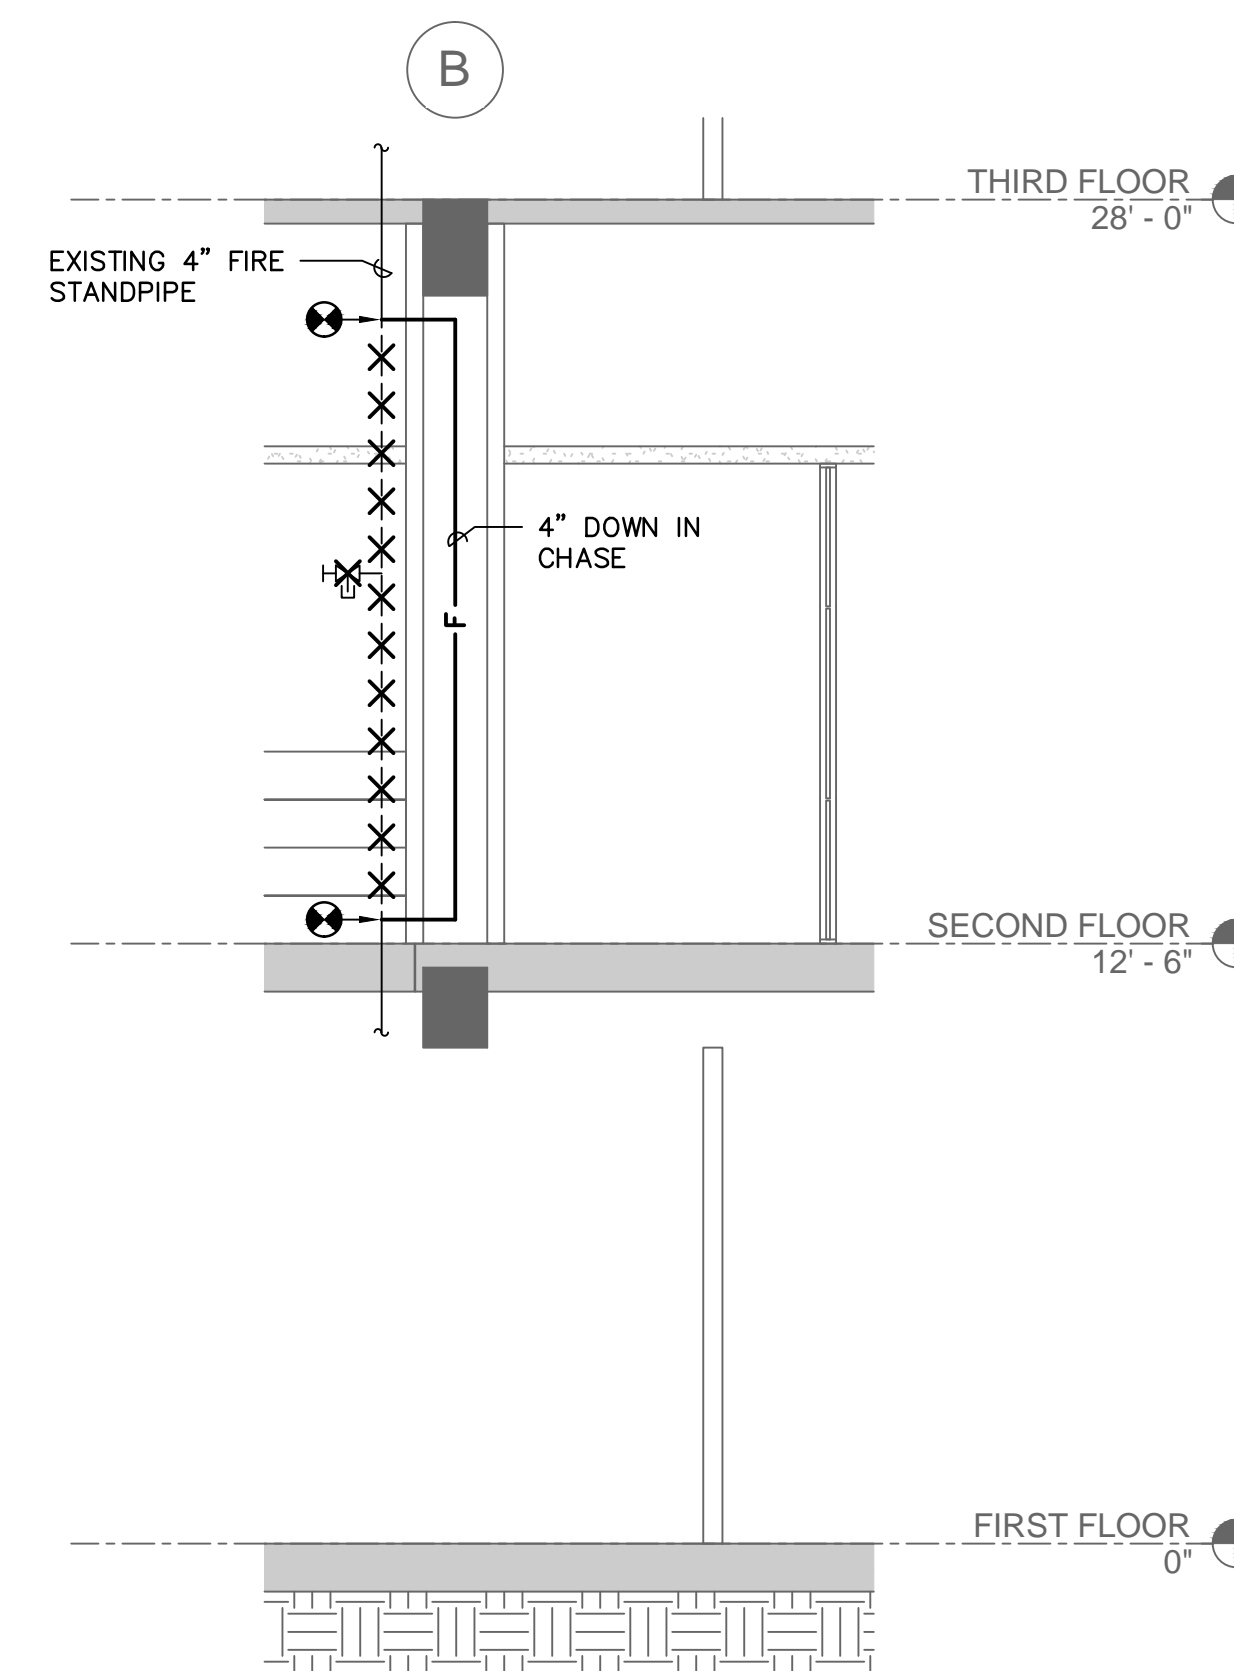 B
THIRD FLOOR
28' - 0"
EXISTING 4” FIRE
STANDPIPE
4” DOWN IN
CHASE
F
SECOND FLOOR
12' - 6"
FIRST FLOOR
0"